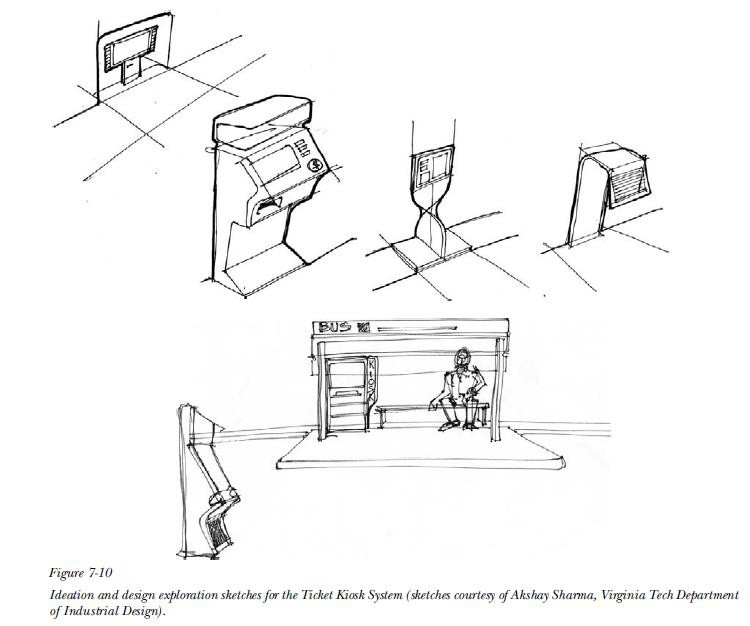 BUS
KIOSK
Figure 7-10
Ideation and design exploration sketches for the Ticket Kiosk System (sketches courtesy of Akshay Sharma, Virginia Tech Department
of Industrial Design).